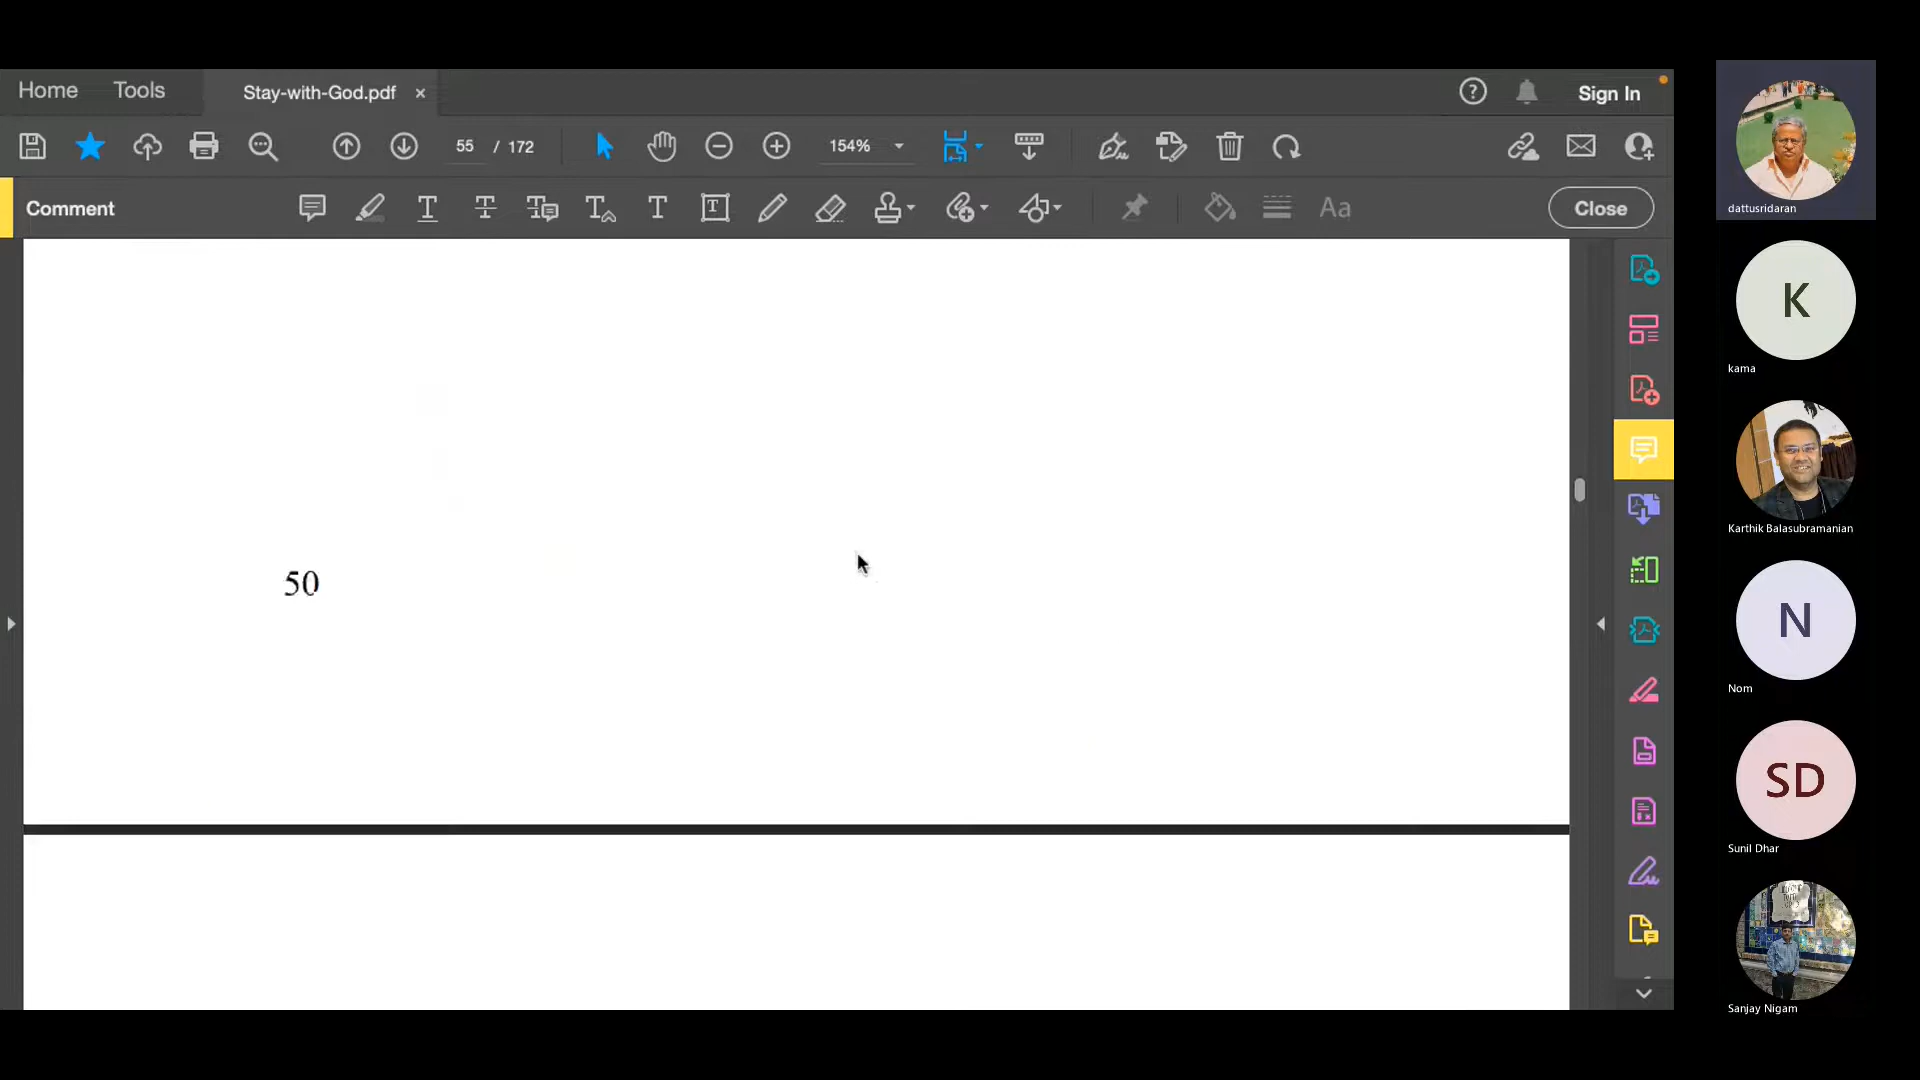 Home
Tools
Stay-with-God.pdf
Sign In
55 / 172
154%
Comment
Aa
Close
50
dattusridaran
K
kama
Karthik Balasubramanian
N
Nom
SD
Sunil Dhar
Sanjay Nigam